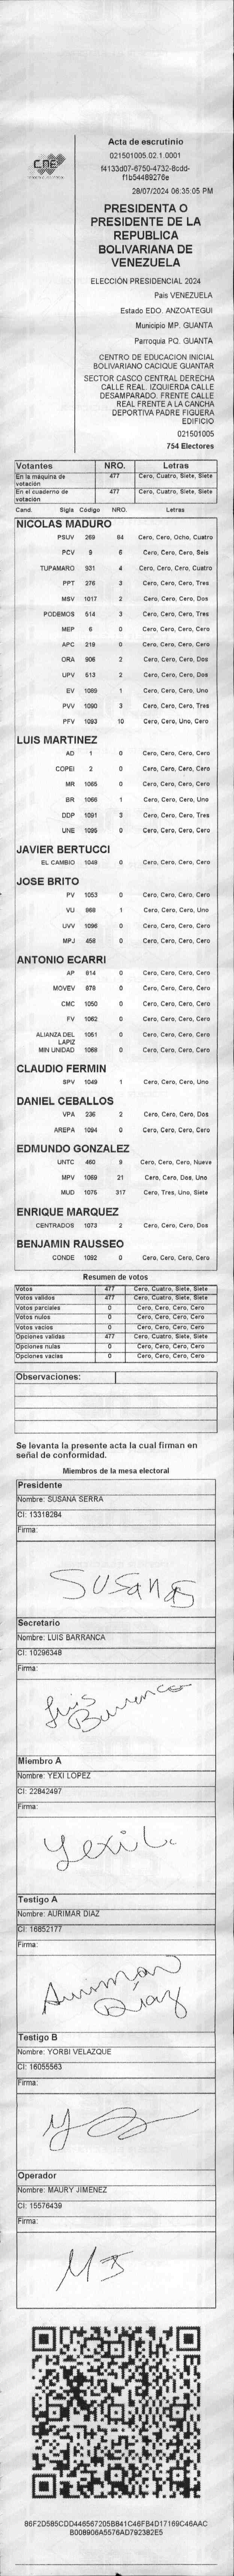 CNE
Acta de escrutinio
021501005.02.1.0001
f4133d07-6750-4732-8cdd-
f1b54489276e
28/07/2024 06:35:05 PM
PRESIDENTA O
PRESIDENTE DE LA
REPUBLICA
BOLIVARIANA DE
VENEZUELA
ELECCIÓN PRESIDENCIAL 2024
Pais VENEZUELA
Estado EDO. ANZOATEGUI
Municipio MP. GUANTA
Parroquia PQ. GUANTA
CENTRO DE EDUCACION INICIAL
BOLIVARIANO CACIQUE GUANTAR
SECTOR CASCO CENTRAL DERECHA
CALLE REAL. IZQUIERDA CALLE
DESAMPARADO. FRENTE CALLE
REAL FRENTE A LA CANCHA
DEPORTIVA PADRE FIGUERA
EDIFICIO
021501005
754 Electores
Votantes NRO. Letras
En la máquina de votación 477 Cero, Cuatro, Siete, Siete
En el cuaderno de votación 477 Cero, Cuatro, Siete, Siete
Cand. Sigla Código NRO. Letras
NICOLAS MADURO
PSUV 269 84 Cero, Cero, Ocho, Cuatro
PCV 9 6 Cero, Cero, Cero, Seis
TUPAMARO 931 4 Cero, Cero, Cero, Cuatro
PPT 276 3 Cero, Cero, Cero, Tres
MSV 1017 2 Cero, Cero, Cero, Dos
PODEMOS 514 3 Cero, Cero, Cero, Tres
MEP 6 0 Cero, Cero, Cero, Cero
APC 219 0 Cero, Cero, Cero, Cero
ORA 906 2 Cero, Cero, Cero, Dos
UPV 513 2 Cero, Cero, Cero, Dos
EV 1089 1 Cero, Cero, Cero, Uno
PVV 1090 3 Cero, Cero, Cero, Tres
PFV 1093 10 Cero, Cero, Uno, Cero
LUIS MARTINEZ
AD 1 0 Cero, Cero, Cero, Cero
COPEI 2 0 Cero, Cero, Cero, Cero
MR 1065 0 Cero, Cero, Cero, Cero
BR 1066 1 Cero, Cero, Cero, Uno
DDP 1091 3 Cero, Cero, Cero, Tres
UNE 1095 0 Cero, Cero, Cero, Cero
JAVIER BERTUCCI
EL CAMBIO 1048 0 Cero, Cero, Cero, Cero
JOSE BRITO
PV 1053 0 Cero, Cero, Cero, Cero
VU 968 1 Cero, Cero, Cero, Uno
UVV 1096 0 Cero, Cero, Cero, Cero
MPJ 458 0 Cero, Cero, Cero, Cero
ANTONIO ECARRI
AP 814 0 Cero, Cero, Cero, Cero
MOVEV 878 0 Cero, Cero, Cero, Cero
CMC 1050 0 Cero, Cero, Cero, Cero
FV 1062 0 Cero, Cero, Cero, Cero
ALIANZA DEL LAPIZ 1051 0 Cero, Cero, Cero, Cero
MIN UNIDAD 1068 0 Cero, Cero, Cero, Cero
CLAUDIO FERMIN
SPV 1049 1 Cero, Cero, Cero, Uno
DANIEL CEBALLOS
VPA 236 2 Cero, Cero, Cero, Dos
AREPA 1094 0 Cero, Cero, Cero, Cero
EDMUNDO GONZALEZ
UNTC 460 9 Cero, Cero, Cero, Nueve
MPV 1069 21 Cero, Cero, Dos, Uno
MUD 1075 317 Cero, Tres, Uno, Siete
ENRIQUE MARQUEZ
CENTRADOS 1073 2 Cero, Cero, Cero, Dos
BENJAMIN RAUSSEO
CONDE 1092 0 Cero, Cero, Cero, Cero
Resumen de votos
Votos 477 Cero, Cuatro, Siete, Siete
Votos validos 477 Cero, Cuatro, Siete, Siete
Votos parciales 0 Cero, Cero, Cero, Cero
Votos nulos 0 Cero, Cero, Cero, Cero
Votos vacios 0 Cero, Cero, Cero, Cero
Opciones validas 477 Cero, Cuatro, Siete, Siete
Opciones nulas 0 Cero, Cero, Cero, Cero
Opciones vacias 0 Cero, Cero, Cero, Cero
Observaciones:
Se levanta la presente acta la cual firman en
señal de conformidad.
Miembros de la mesa electoral
Presidente
Nombre: SUSANA SERRA
CI: 13318284
Firma:
Susana S
Secretario
Nombre: LUIS BARRANCA
CI: 10296348
Firma:
Luis
Barranca
Miembro A
Nombre: YEXI LOPEZ
CI: 22842497
Firma:
Yexi L.
Testigo A
Nombre: AURIMAR DIAZ
CI: 16852177
Firma:
Aurimar
Díaz
Testigo B
Nombre: YORBI VELAZQUE
CI: 16055563
Firma:
Operador
Nombre: MAURY JIMENEZ
CI: 15576439
Firma:
MJ
86F2D585CDD446567205B841C46FB4D17169C46AAC
B008906A5576AD792382E5